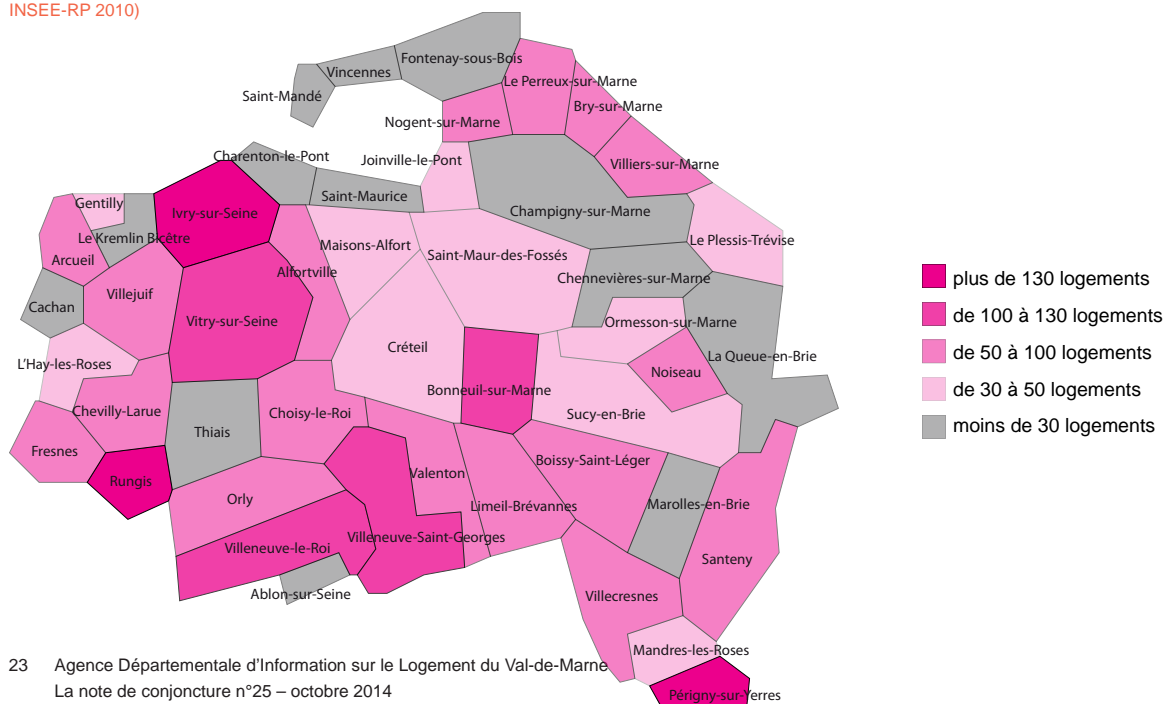 INSEE-RP 2010)
Fontenay-sous-Bois
Vincennes
Le Perreux-sur-Marne
Saint-Mandé
Bry-sur-Marne
Nogent-sur-Marne
Charenton-le-Pont
Joinville-le-Pont
Villiers-sur-Marne
Saint-Maurice
Gentilly
Ivry-sur-Seine
Champigny-sur-Marne
Le Kremlin Bicêtre
Maisons-Alfort
Le Plessis-Trévise
Arcueil
Saint-Maur-des-Fossés
Alfortville
Chennevières-sur-Marne
Cachan
Villejuif
Vitry-sur-Seine
Ormesson-sur-Marne
Créteil
La Queue-en-Brie
L'Hay-les-Roses
Noiseau
Bonneuil-sur-Marne
Chevilly-Larue
Choisy-le-Roi
Sucy-en-Brie
Thiais
Fresnes
Boissy-Saint-Léger
Valenton
Rungis
Orly
Limeil-Brévannes
Marolles-en-Brie
Villeneuve-Saint-Georges
Villeneuve-le-Roi
Santeny
Ablon-sur-Seine
Villecresnes
Mandres-les-Roses
Périgny-sur-Yerres
plus de 130 logements
de 100 à 130 logements
de 50 à 100 logements
de 30 à 50 logements
moins de 30 logements
23 Agence Départementale d'Information sur le Logement du Val-de-Marne
La note de conjoncture n°25 – octobre 2014